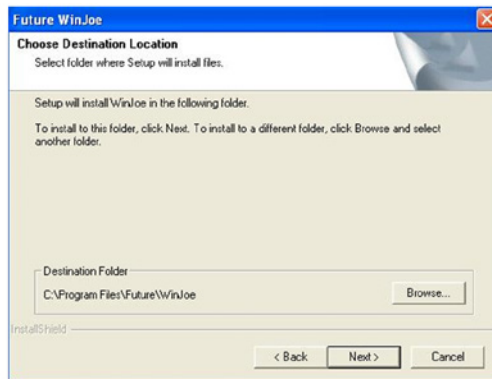 Future WinJoe
Choose Destination Location
Select folder where Setup will install files.
Setup will install WinJoe in the following folder.
To install to this folder, click Next. To install to a different folder, click Browse and select
another folder.
Destination Folder
C:\Program Files\Future\WinJoe
Browse...
InstallShield
< Back
Next >
Cancel